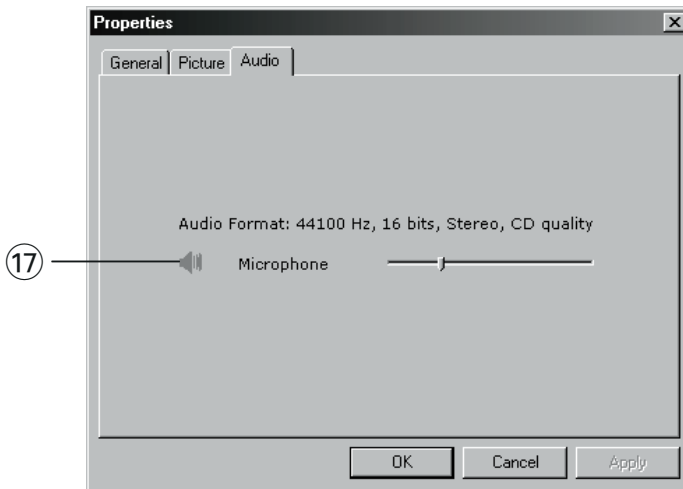 Properties
General Picture Audio
Audio Format: 44100 Hz, 16 bits, Stereo, CD quality
17 Microphone
OK Cancel Apply